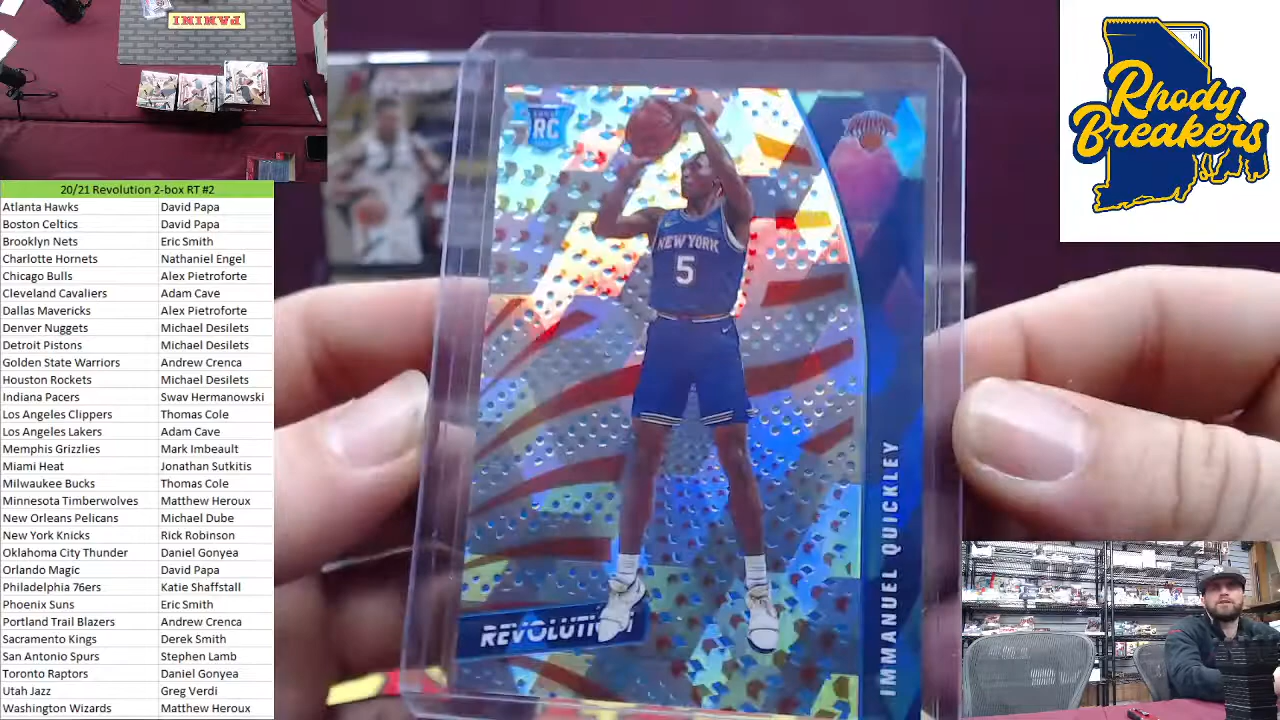 PANINI
20/21 Revolution 2-box RT #2
Atlanta Hawks David Papa
Boston Celtics David Papa
Brooklyn Nets Eric Smith
Charlotte Hornets Nathaniel Engel
Chicago Bulls Alex Pietroforte
Cleveland Cavaliers Adam Cave
Dallas Mavericks Alex Pietroforte
Denver Nuggets Michael Desilets
Detroit Pistons Michael Desilets
Golden State Warriors Andrew Crenca
Houston Rockets Michael Desilets
Indiana Pacers Swav Hermanowski
Los Angeles Clippers Thomas Cole
Los Angeles Lakers Adam Cave
Memphis Grizzlies Mark Imbeault
Miami Heat Jonathan Sutkitis
Milwaukee Bucks Thomas Cole
Minnesota Timberwolves Matthew Heroux
New Orleans Pelicans Michael Dube
New York Knicks Rick Robinson
Oklahoma City Thunder Daniel Gonyea
Orlando Magic David Papa
Philadelphia 76ers Katie Shaffstall
Phoenix Suns Eric Smith
Portland Trail Blazers Andrew Crenca
Sacramento Kings Derek Smith
San Antonio Spurs Stephen Lamb
Toronto Raptors Daniel Gonyea
Utah Jazz Greg Verdi
Washington Wizards Matthew Heroux
RC
NEW YORK
5
REVOLUTION
IMMANUEL QUICKLEY
Rhody
Breakers